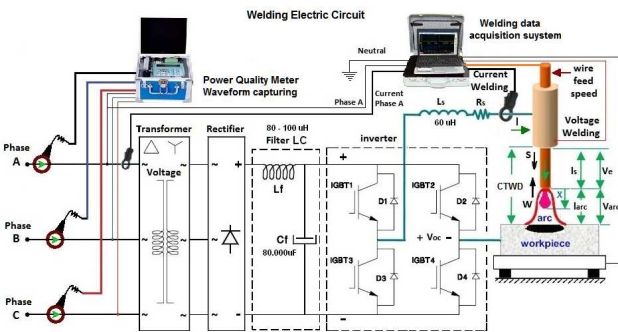 Welding Electric Circuit
Welding data
acquisition suystem
Neutral
Power Quality Meter
Waveform capturing
Current
Welding
wire
feed
speed
Phase A
Current
Phase A
Ls
Rs
60 uH
I
Voltage
Welding
Phase
A
Transformer
Rectifier
80 - 100 uH
Filter LC
inverter
Voltage
~
~
+
Lf
+
IGBT1
D1
IGBT2
D2
CTWD
S
W
X
Is
Ve
Iarc
Varc
arc
workpiece
Phase
B
~
~
~
Cf
80.000uF
+ Voc -
IGBT3
D3
IGBT4
D4
Phase
C
~
~
~
-
-